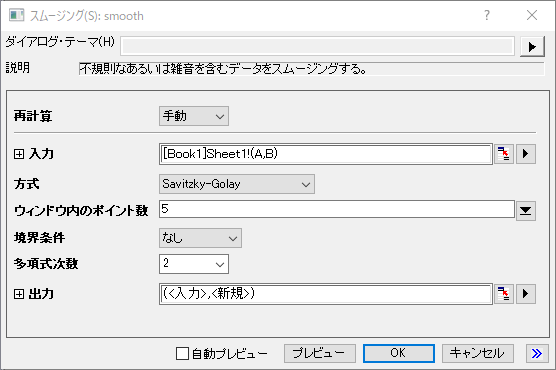 スムージング(S): smooth
ダイアログ・テーマ(H)
説明 不規則なあるいは雑音を含むデータをスムージングする。
再計算 手動
入力 [Book1]Sheet1!(A,B)
方式 Savitzky-Golay
ウィンドウ内のポイント数 5
境界条件 なし
多項式次数 2
出力 (<入力>,<新規>)
自動プレビュー プレビュー OK キャンセル